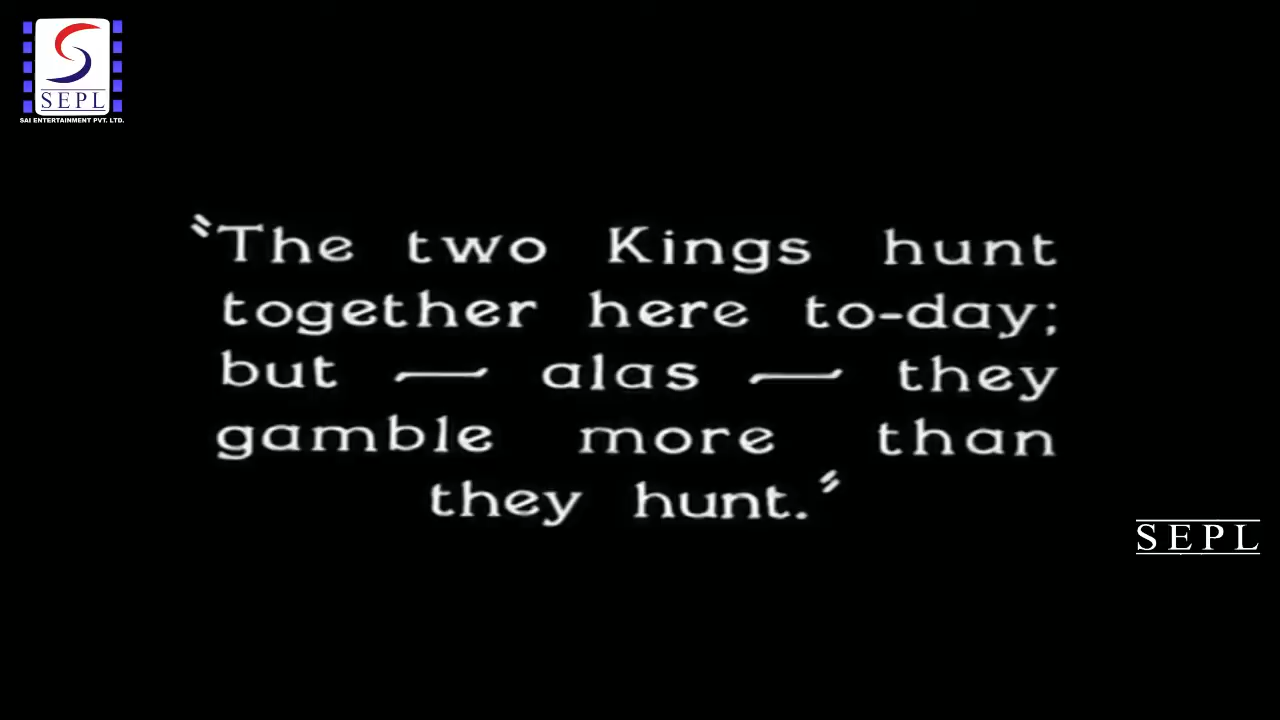 SEPL
SAI ENTERTAINMENT PVT. LTD.
"The two Kings hunt
together here to-day;
but — alas — they
gamble more than
they hunt."
SEPL